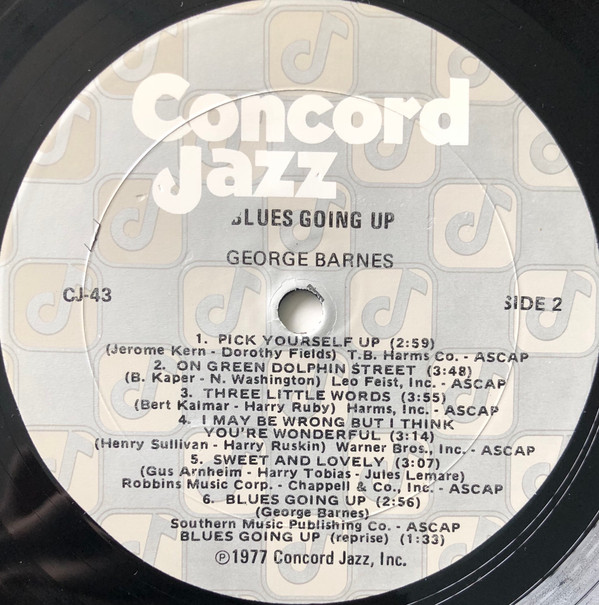 Concord
Jazz
BLUES GOING UP
GEORGE BARNES
CJ-43
SIDE 2
1. PICK YOURSELF UP (2:59)
(Jerome Kern - Dorothy Fields) T.B. Harms Co. - ASCAP
2. ON GREEN DOLPHIN STREET (3:48)
(B. Kaper - N. Washington) Leo Feist, Inc. - ASCAP
3. THREE LITTLE WORDS (3:55)
(Bert Kalmar - Harry Ruby) Harms, Inc. - ASCAP
4. I MAY BE WRONG BUT I THINK
YOU'RE WONDERFUL (3:14)
(Henry Sullivan - Harry Ruskin) Warner Bros., Inc. - ASCAP
5. SWEET AND LOVELY (3:07)
(Gus Arnheim - Harry Tobias - Jules Lemare)
Robbins Music Corp. - Chappell & Co., Inc. - ASCAP
6. BLUES GOING UP (2:56)
(George Barnes)
Southern Music Publishing Co. - ASCAP
BLUES GOING UP (reprise) (1:33)
℗1977 Concord Jazz, Inc.